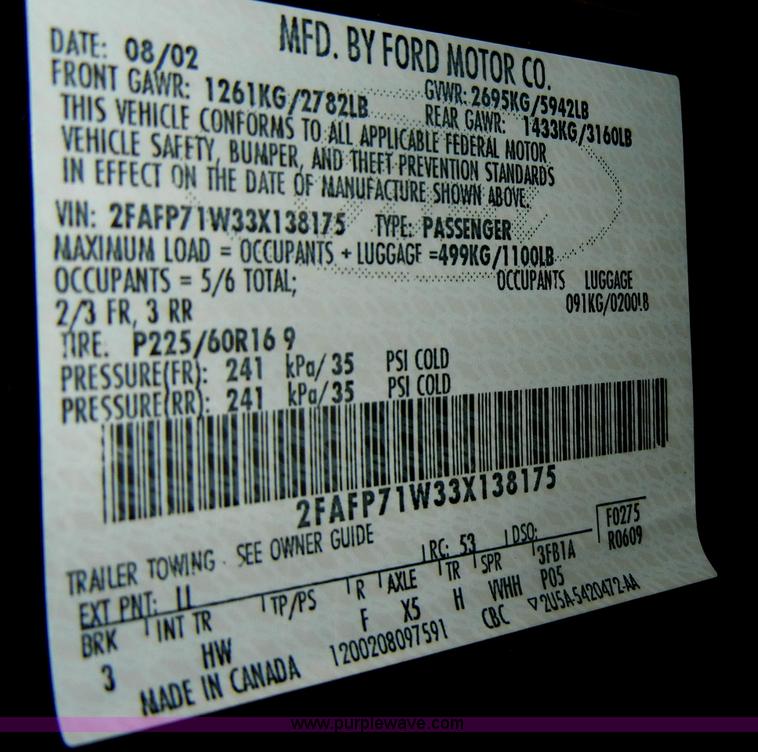 MFD. BY FORD MOTOR CO.
DATE: 08/02
GVWR: 2695KG/5942LB
FRONT GAWR: 1261KG/2782LB
REAR GAWR: 1433KG/3160LB
THIS VEHICLE CONFORMS TO ALL APPLICABLE FEDERAL MOTOR
VEHICLE SAFETY, BUMPER, AND THEFT PREVENTION STANDARDS
IN EFFECT ON THE DATE OF MANUFACTURE SHOWN ABOVE.
VIN: 2FAFP71W33X138175 TYPE: PASSENGER
MAXIMUM LOAD = OCCUPANTS + LUGGAGE =499KG/1100LB
OCCUPANTS = 5/6 TOTAL; OCCUPANTS LUGGAGE
2/3 FR, 3 RR 091KG/0200LB
TIRE. P225/60R16 9
PRESSURE(FR): 241 kPa/ 35 PSI COLD
PRESSURE(RR): 241 kPa/ 35 PSI COLD
2FAFP71W33X138175
TRAILER TOWING - SEE OWNER GUIDE
EXT PNT: LL RC: 53 DSO:
F0275
R0609
BRK INT TR TP/PS R AXLE TR SPR 3FB1A
3 HW F X5 H VVHH P05
MADE IN CANADA 1200208097591 CBC ▽2U5A-5420472-AA
www.purplewave.com